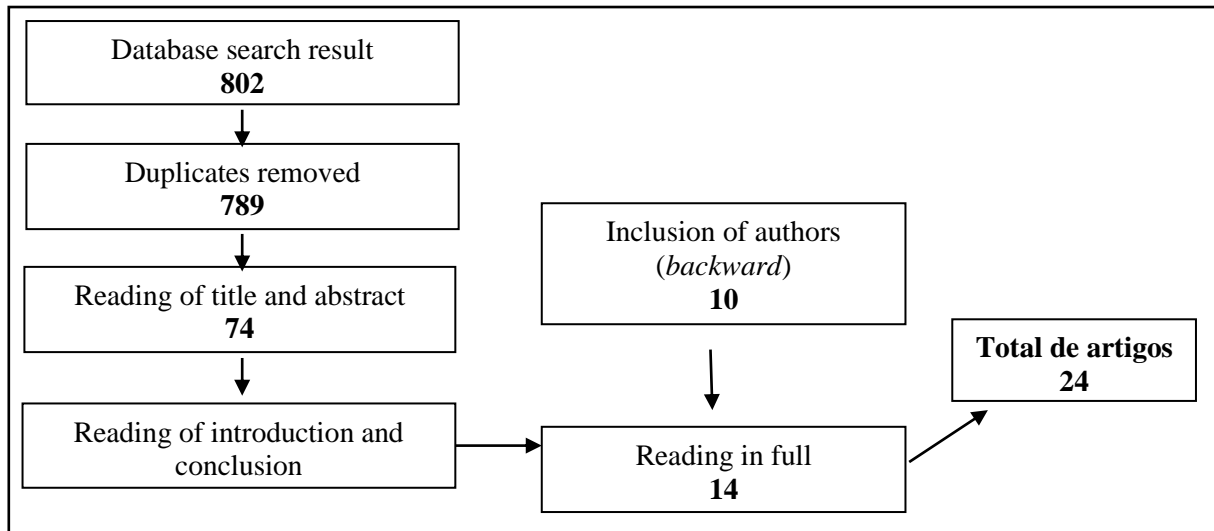 Database search result
802
Duplicates removed
789
Reading of title and abstract
74
Reading of introduction and
conclusion
Inclusion of authors
(backward)
10
Reading in full
14
Total de artigos
24